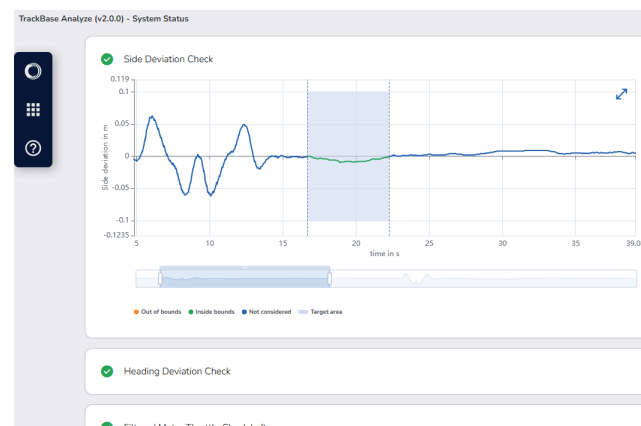 TrackBase Analyze (v2.0.0) - System Status
Side Deviation Check
0.119
0.1
0.05
0
-0.05
-0.1
-0.1235
Side deviation in m
5 10 15 20 25 30 35 39.0
time in s
Out of bounds Inside bounds Not considered Target area
Heading Deviation Check